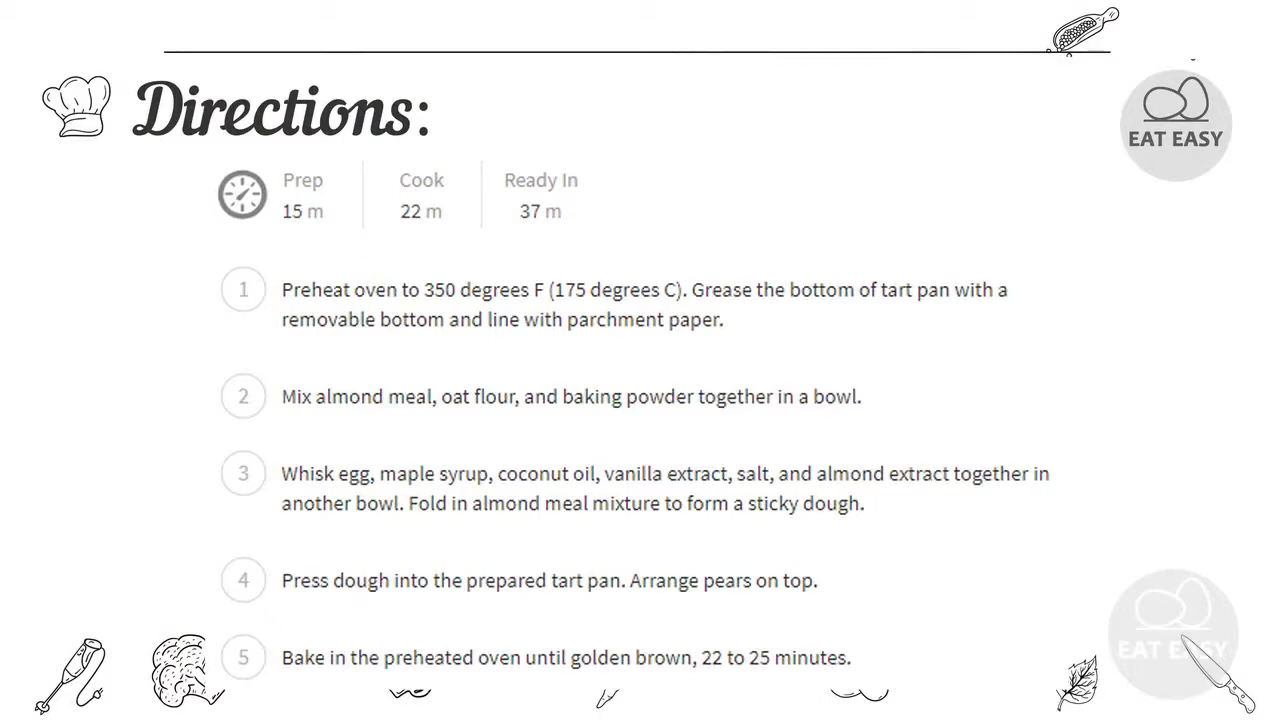 Directions:
EAT EASY
Prep
Cook
Ready In
15 m
22 m
37 m
1
Preheat oven to 350 degrees F (175 degrees C). Grease the bottom of tart pan with a
removable bottom and line with parchment paper.
2
Mix almond meal, oat flour, and baking powder together in a bowl.
3
Whisk egg, maple syrup, coconut oil, vanilla extract, salt, and almond extract together in
another bowl. Fold in almond meal mixture to form a sticky dough.
4
Press dough into the prepared tart pan. Arrange pears on top.
5
Bake in the preheated oven until golden brown, 22 to 25 minutes.
EAT EASY